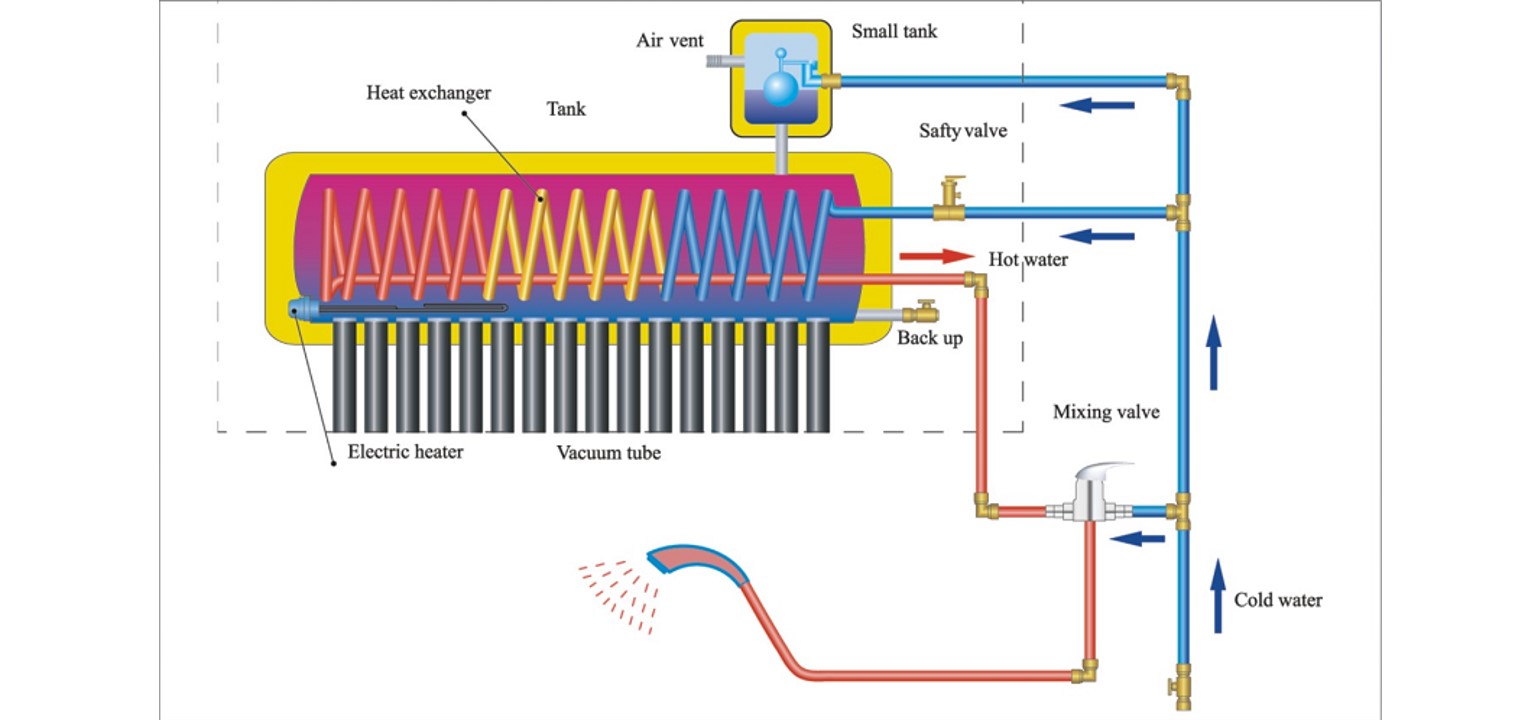 Small tank
Air vent
Heat exchanger
Tank
Safty valve
Hot water
Back up
Mixing valve
Electric heater
Vacuum tube
Cold water